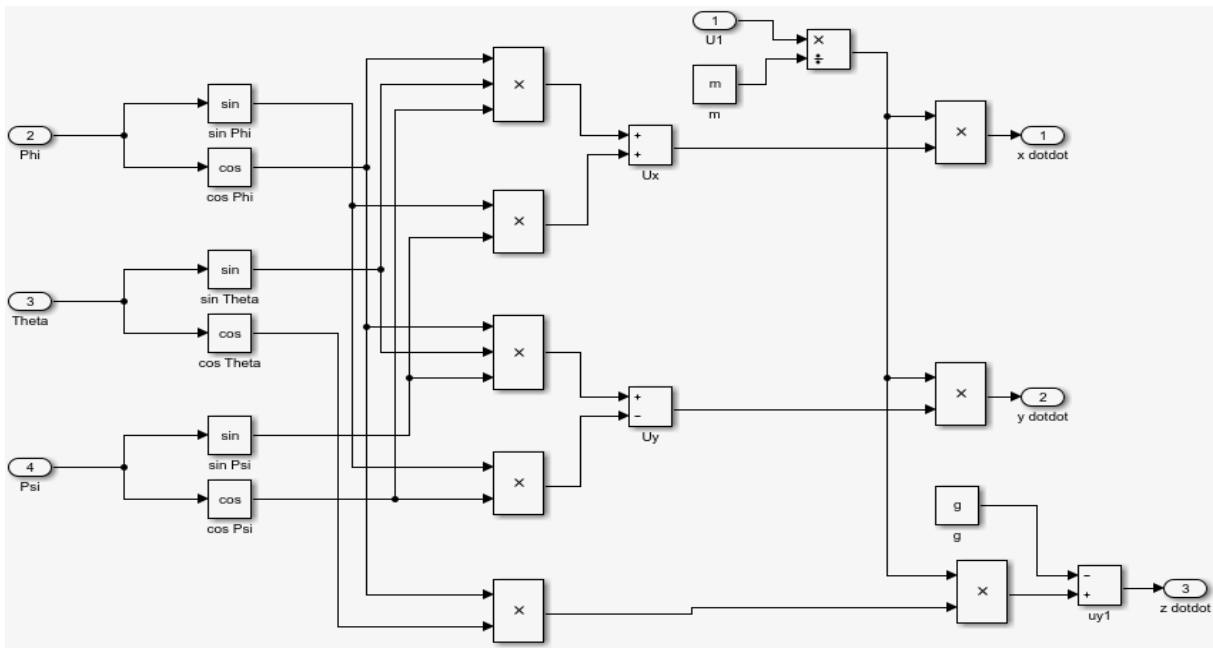 1
U1
×
÷
m
m
2
Phi
sin
sin Phi
cos
cos Phi
×
+
+
Ux
×
1
x dotdot
×
3
Theta
sin
sin Theta
cos
cos Theta
×
+
−
Uy
×
2
y dotdot
4
Psi
sin
sin Psi
cos
cos Psi
×
g
g
×
×
−
+
uy1
3
z dotdot